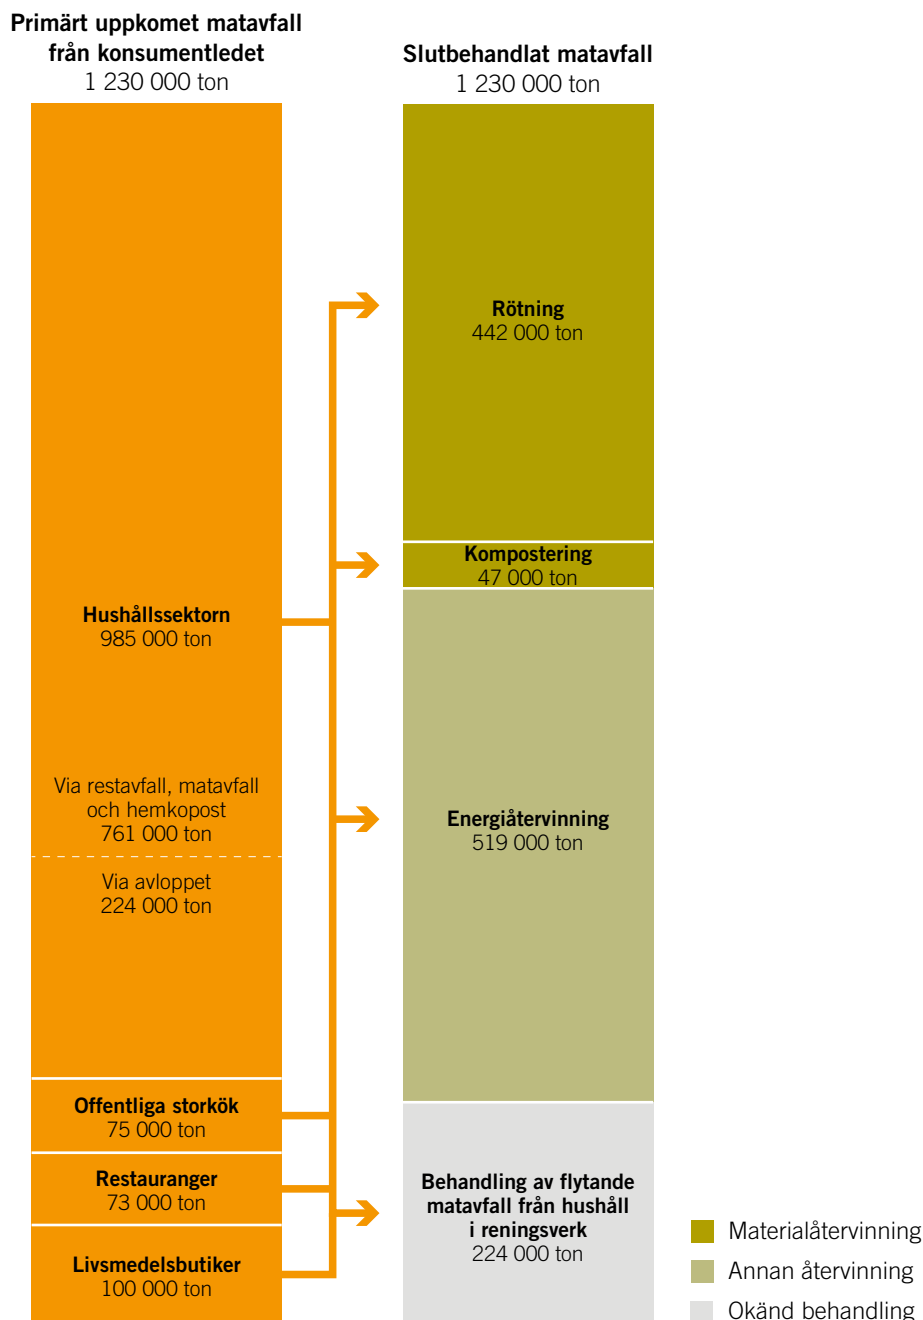 Primärt uppkomet matavfall
från konsumentledet
1 230 000 ton
Hushållssektorn
985 000 ton
Via restavfall, matavfall
och hemkopost
761 000 ton
Via avloppet
224 000 ton
Offentliga storkök
75 000 ton
Restauranger
73 000 ton
Livsmedelsbutiker
100 000 ton
Slutbehandlat matavfall
1 230 000 ton
Rötning
442 000 ton
Kompostering
47 000 ton
Energiåtervinning
519 000 ton
Behandling av flytande
matavfall från hushåll
i reningsverk
224 000 ton
Materialåtervinning
Annan återvinning
Okänd behandling